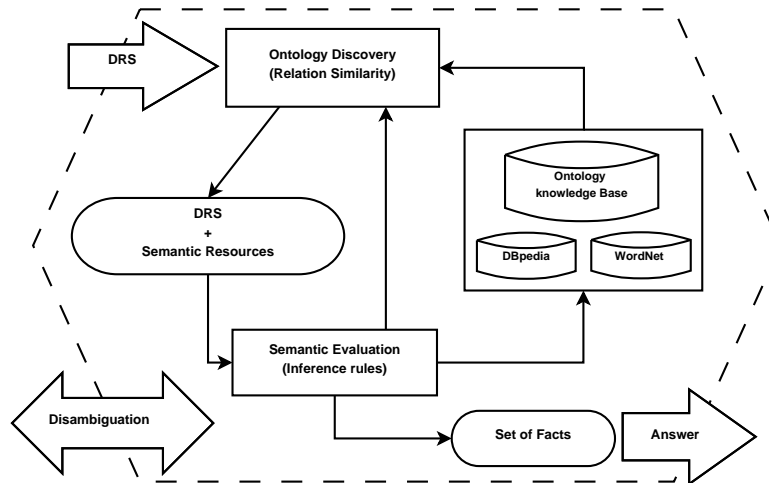 DRS
Ontology Discovery
(Relation Similarity)
Ontology
knowledge Base
DBpedia
WordNet
DRS
+
Semantic Resources
Semantic Evaluation
(Inference rules)
Disambiguation
Set of Facts
Answer